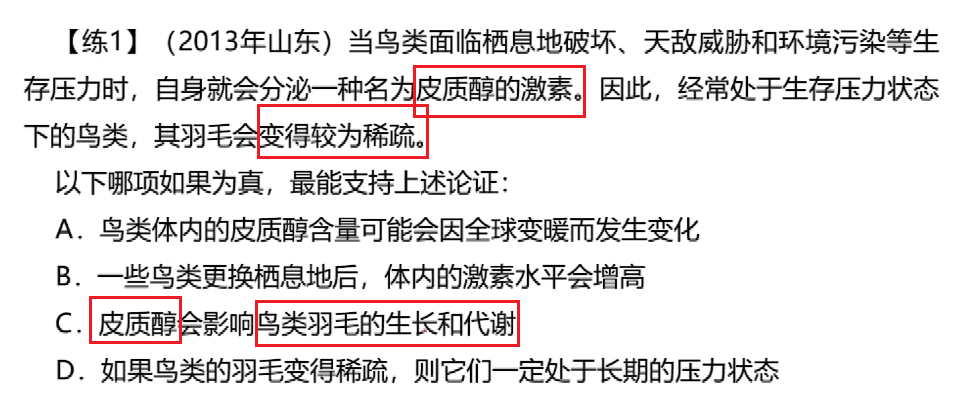 【练1】（2013年山东）当鸟类面临栖息地破坏、天敌威胁和环境污染等生
存压力时，自身就会分泌一种名为皮质醇的激素。因此，经常处于生存压力状态
下的鸟类，其羽毛会变得较为稀疏。
以下哪项如果为真，最能支持上述论证：
A．鸟类体内的皮质醇含量可能会因全球变暖而发生变化
B．一些鸟类更换栖息地后，体内的激素水平会增高
C．皮质醇会影响鸟类羽毛的生长和代谢
D．如果鸟类的羽毛变得稀疏，则它们一定处于长期的压力状态